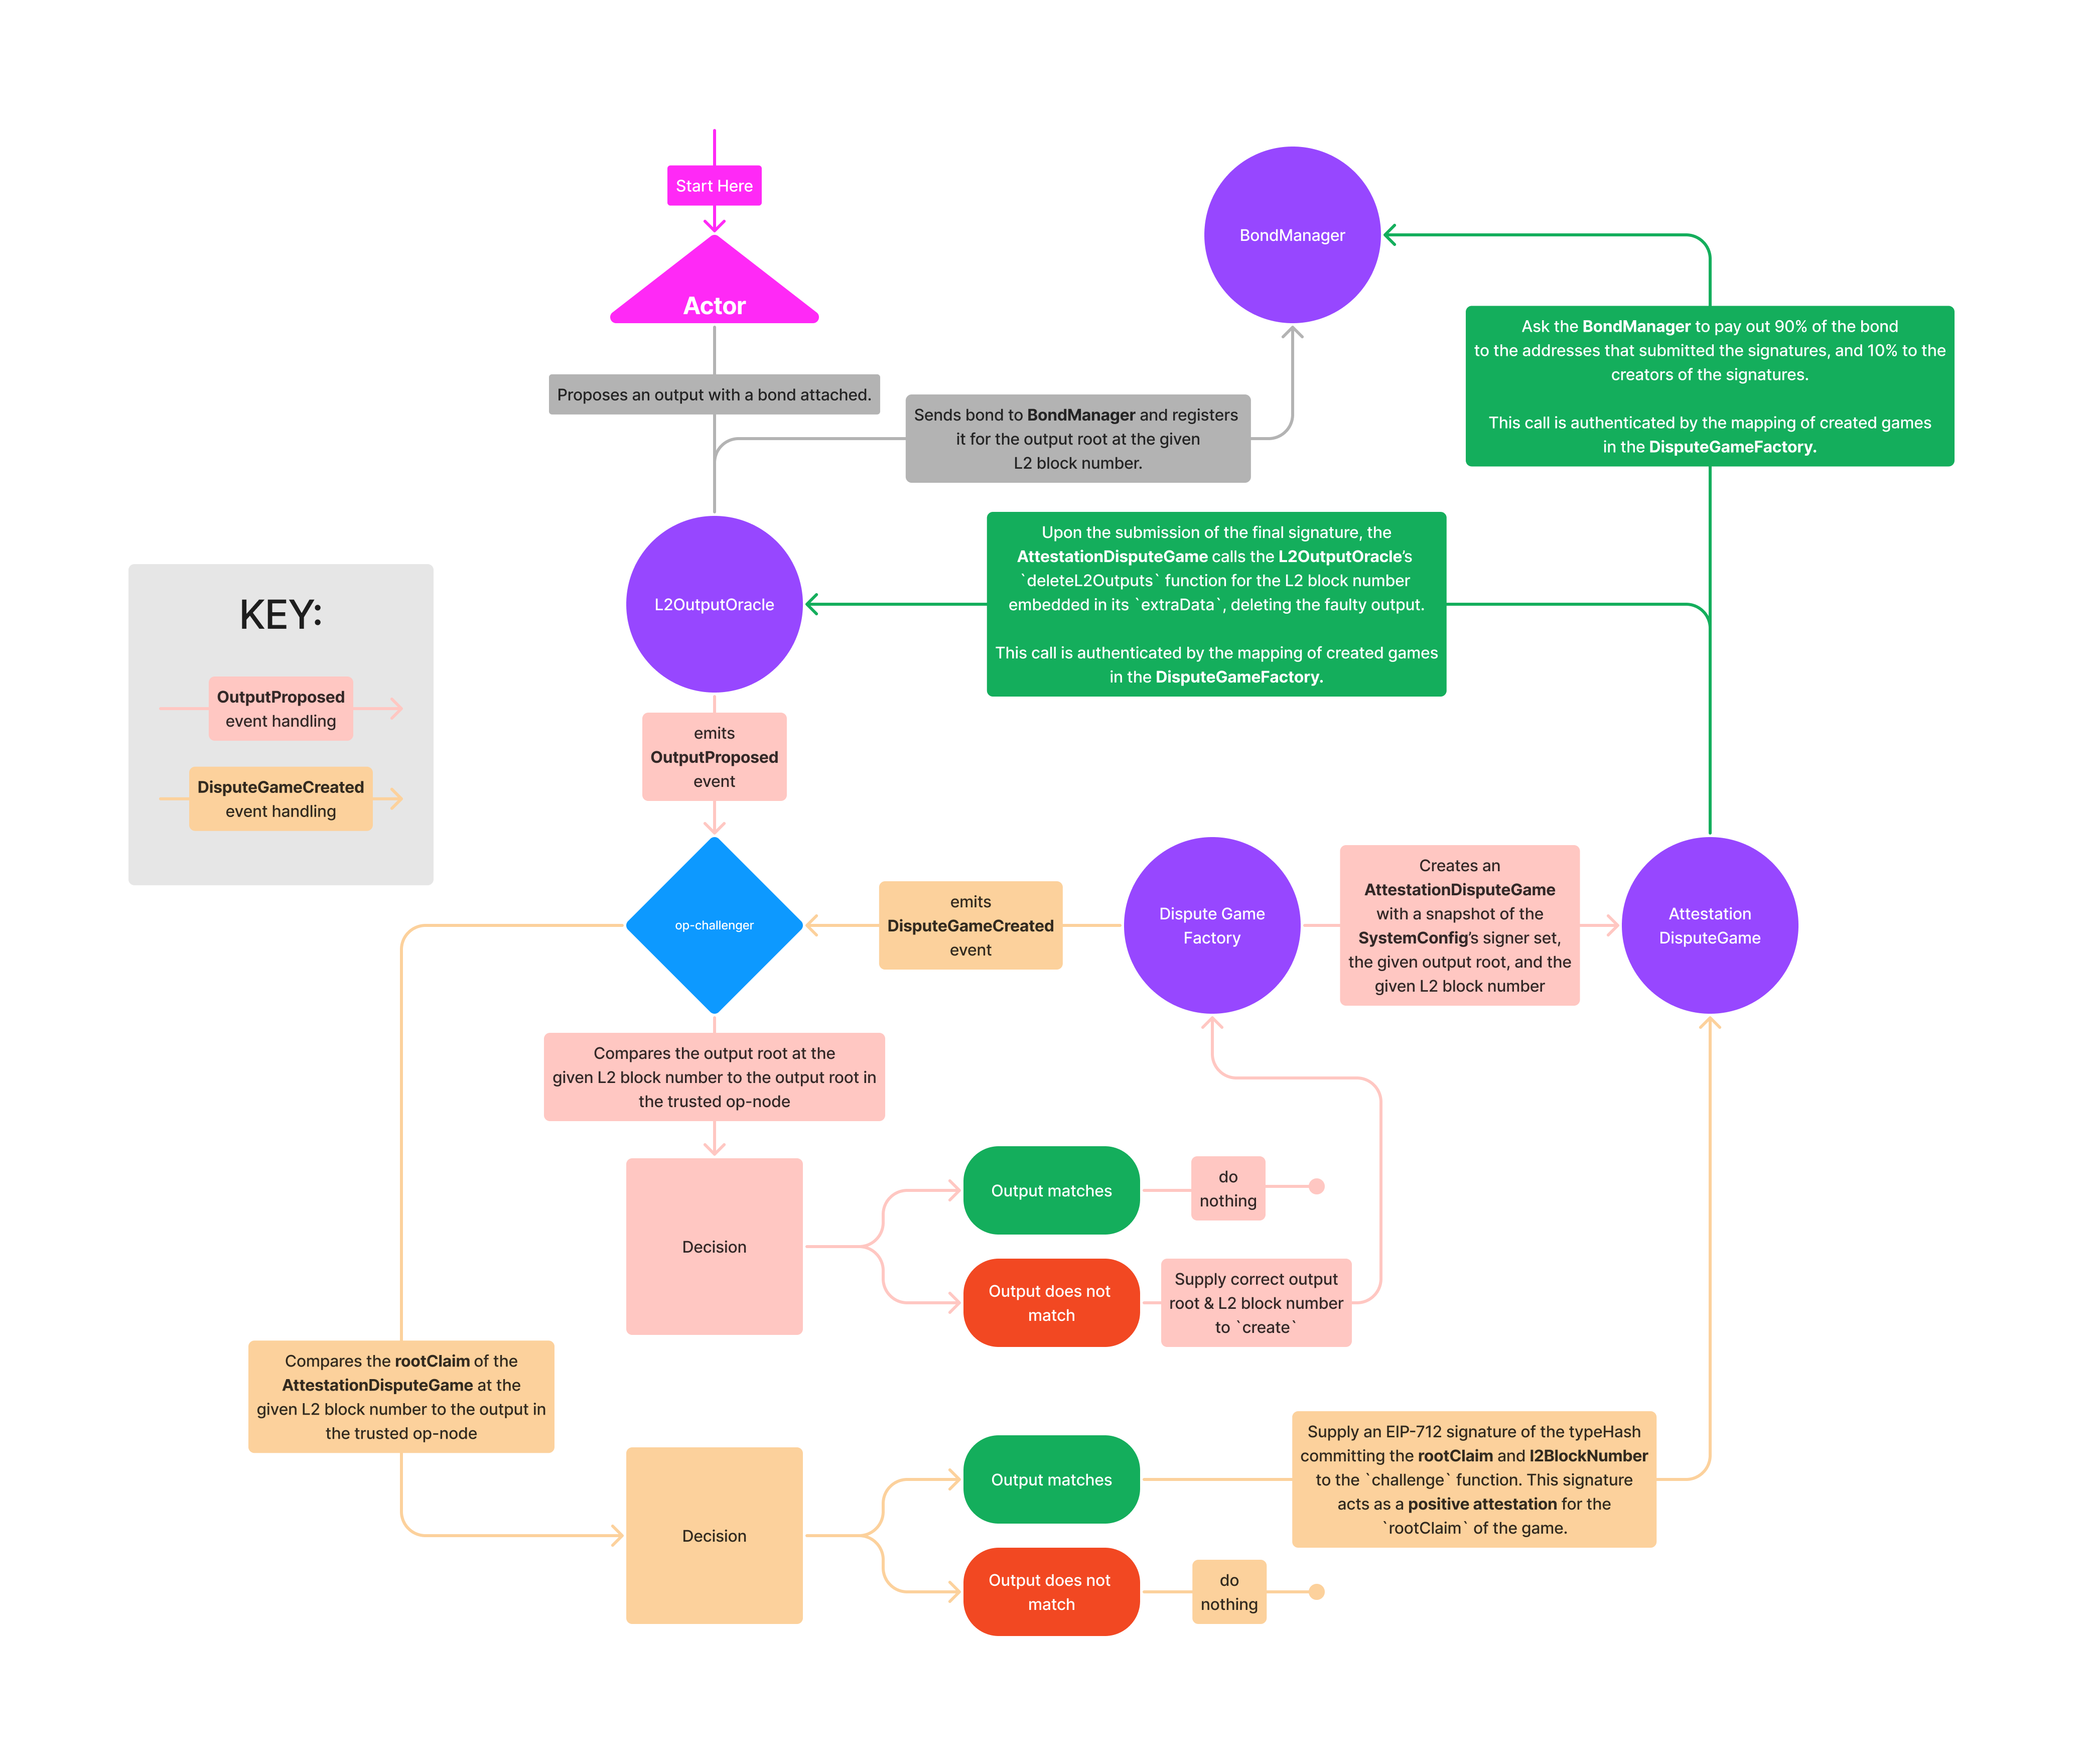 Start Here
Actor
BondManager
Proposes an output with a bond attached.
Sends bond to BondManager and registers
it for the output root at the given
L2 block number.
Ask the BondManager to pay out 90% of the bond
to the addresses that submitted the signatures, and 10% to the
creators of the signatures.
This call is authenticated by the mapping of created games
in the DisputeGameFactory.
L2OutputOracle
Upon the submission of the final signature, the
AttestationDisputeGame calls the L2OutputOracle's
`deleteL2Outputs` function for the L2 block number
embedded in its `extraData`, deleting the faulty output.
This call is authenticated by the mapping of created games
in the DisputeGameFactory.
KEY:
OutputProposed
event handling
DisputeGameCreated
event handling
emits
OutputProposed
event
op-challenger
emits
DisputeGameCreated
event
Dispute Game
Factory
Creates an
AttestationDisputeGame
with a snapshot of the
SystemConfig's signer set,
the given output root, and the
given L2 block number
Attestation
DisputeGame
Compares the output root at the
given L2 block number to the output root in
the trusted op-node
Decision
Output matches
do
nothing
Output does not
match
Supply correct output
root & L2 block number
to `create`
Compares the rootClaim of the
AttestationDisputeGame at the
given L2 block number to the output in
the trusted op-node
Decision
Output matches
Supply an EIP-712 signature of the typeHash
committing the rootClaim and l2BlockNumber
to the `challenge` function. This signature
acts as a positive attestation for the
`rootClaim` of the game.
Output does not
match
do
nothing